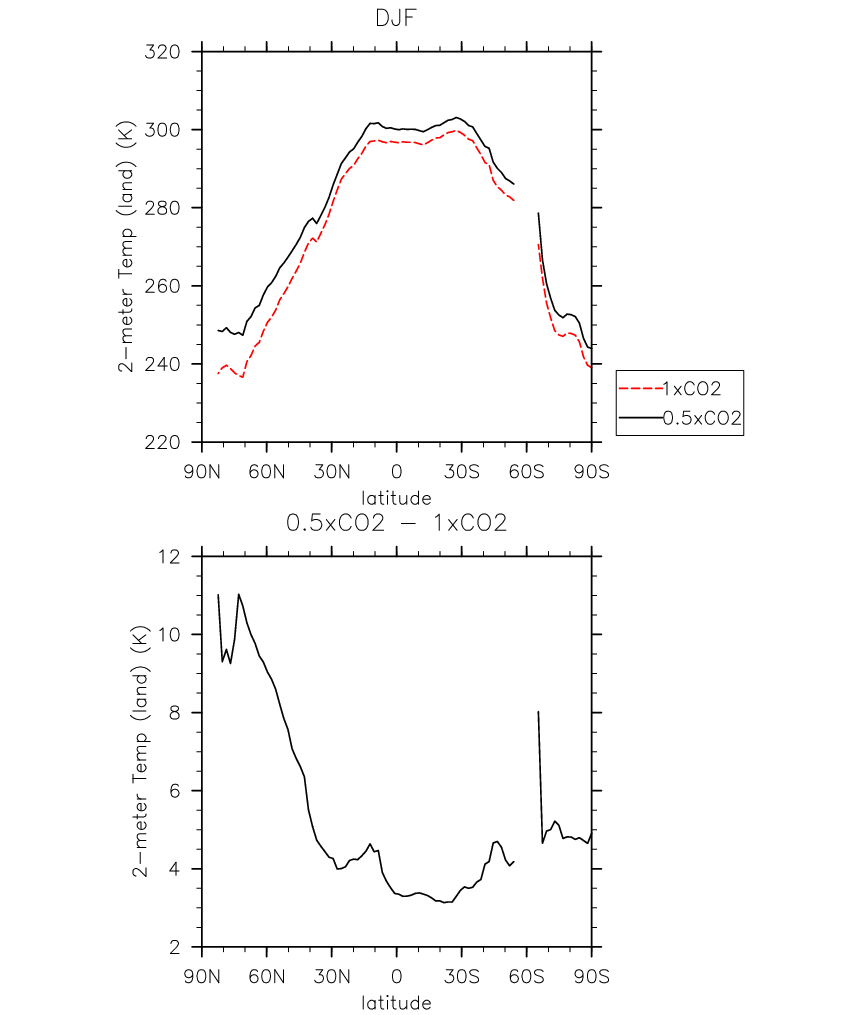 DJF
320
300
280
260
240
220
2-meter Temp (land) (K)
90N 60N 30N 0 30S 60S 90S
latitude
1xCO2
0.5xCO2
0.5xCO2 - 1xCO2
12
10
8
6
4
2
2-meter Temp (land) (K)
90N 60N 30N 0 30S 60S 90S
latitude